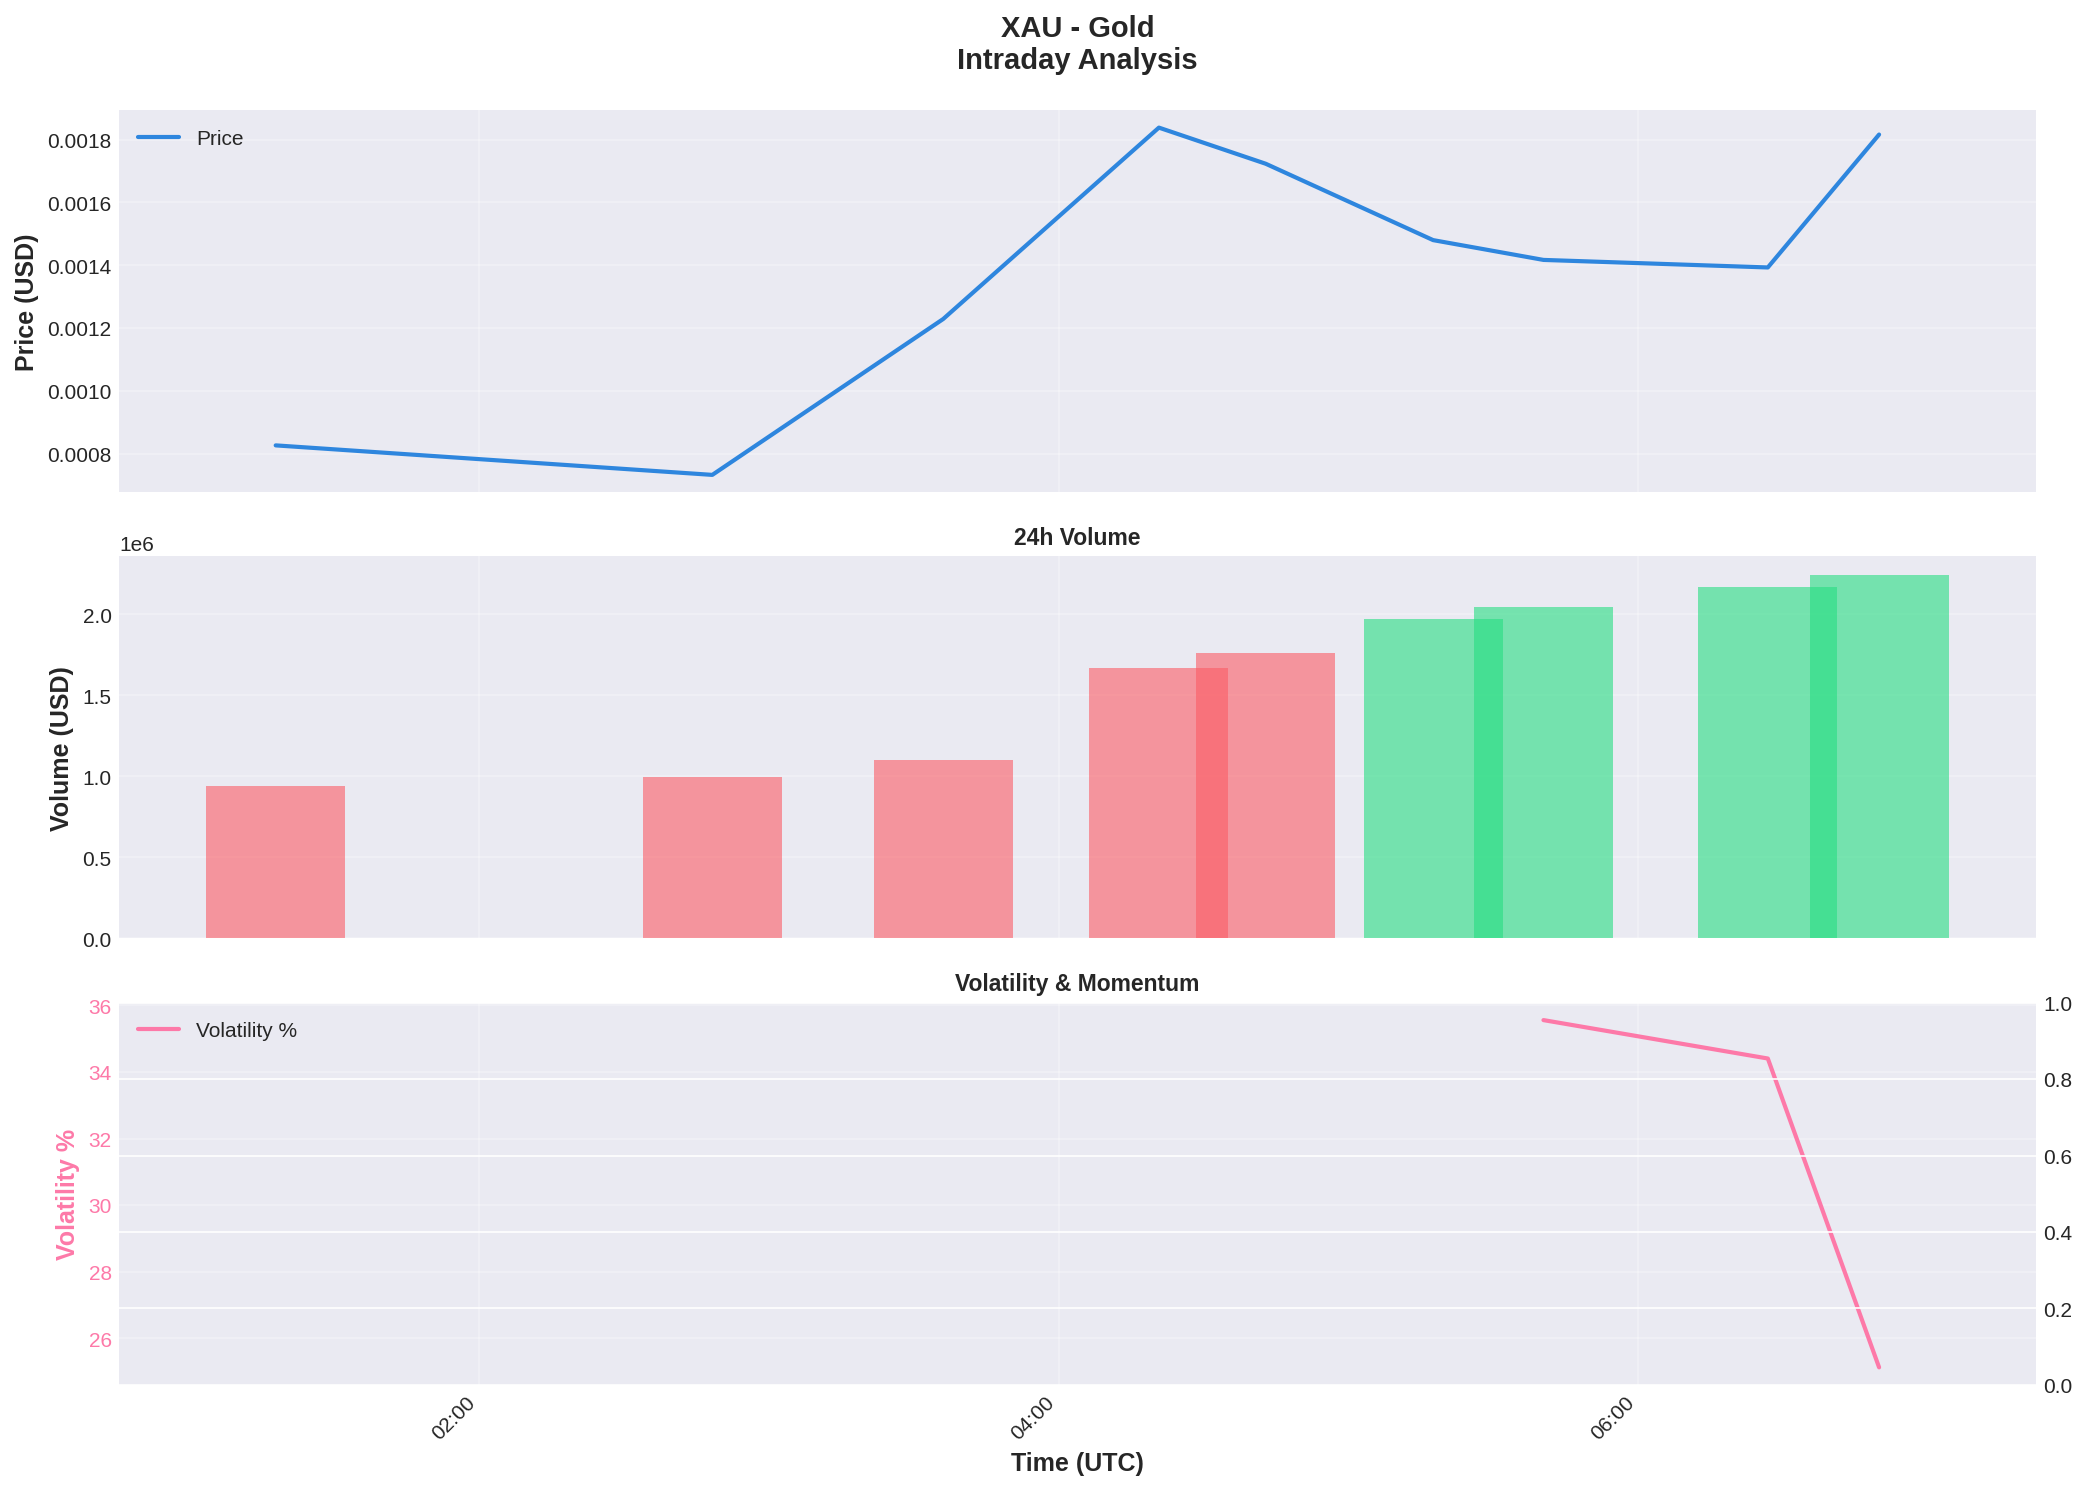 XAU - Gold
Intraday Analysis
Price
Price (USD)
0.0018
0.0016
0.0014
0.0012
0.0010
0.0008
24h Volume
1e6
Volume (USD)
2.0
1.5
1.0
0.5
0.0
Volatility & Momentum
Volatility %
Volatility %
36
34
32
30
28
26
1.0
0.8
0.6
0.4
0.2
0.0
02:00
04:00
06:00
Time (UTC)